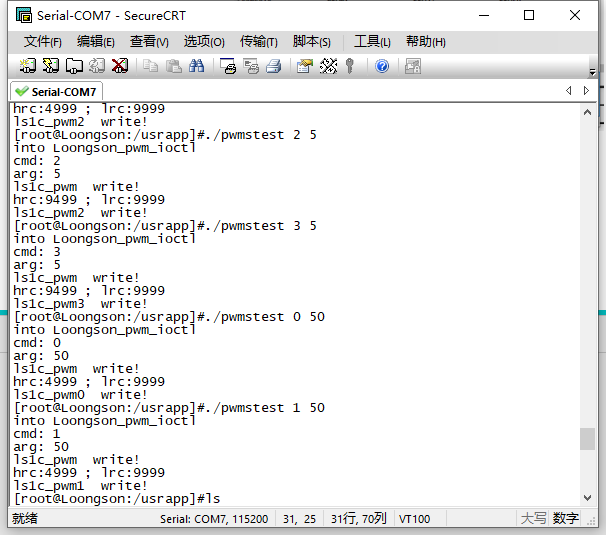 Serial-COM7 - SecureCRT
文件(F) 编辑(E) 查看(V) 选项(O) 传输(T) 脚本(S) 工具(L) 帮助(H)
Serial-COM7
hrc:4999 ; lrc:9999
ls1c_pwm2  write!
[root@Loongson:/usrapp]#./pwmstest 2 5
into Loongson_pwm_ioctl
cmd: 2
arg: 5
ls1c_pwm  write!
hrc:9499 ; lrc:9999
ls1c_pwm2  write!
[root@Loongson:/usrapp]#./pwmstest 3 5
into Loongson_pwm_ioctl
cmd: 3
arg: 5
ls1c_pwm  write!
hrc:9499 ; lrc:9999
ls1c_pwm3  write!
[root@Loongson:/usrapp]#./pwmstest 0 50
into Loongson_pwm_ioctl
cmd: 0
arg: 50
ls1c_pwm  write!
hrc:4999 ; lrc:9999
ls1c_pwm0  write!
[root@Loongson:/usrapp]#./pwmstest 1 50
into Loongson_pwm_ioctl
cmd: 1
arg: 50
ls1c_pwm  write!
hrc:4999 ; lrc:9999
ls1c_pwm1  write!
[root@Loongson:/usrapp]#ls
就绪 Serial: COM7, 115200 31, 25 31行, 70列 VT100 大写 数字